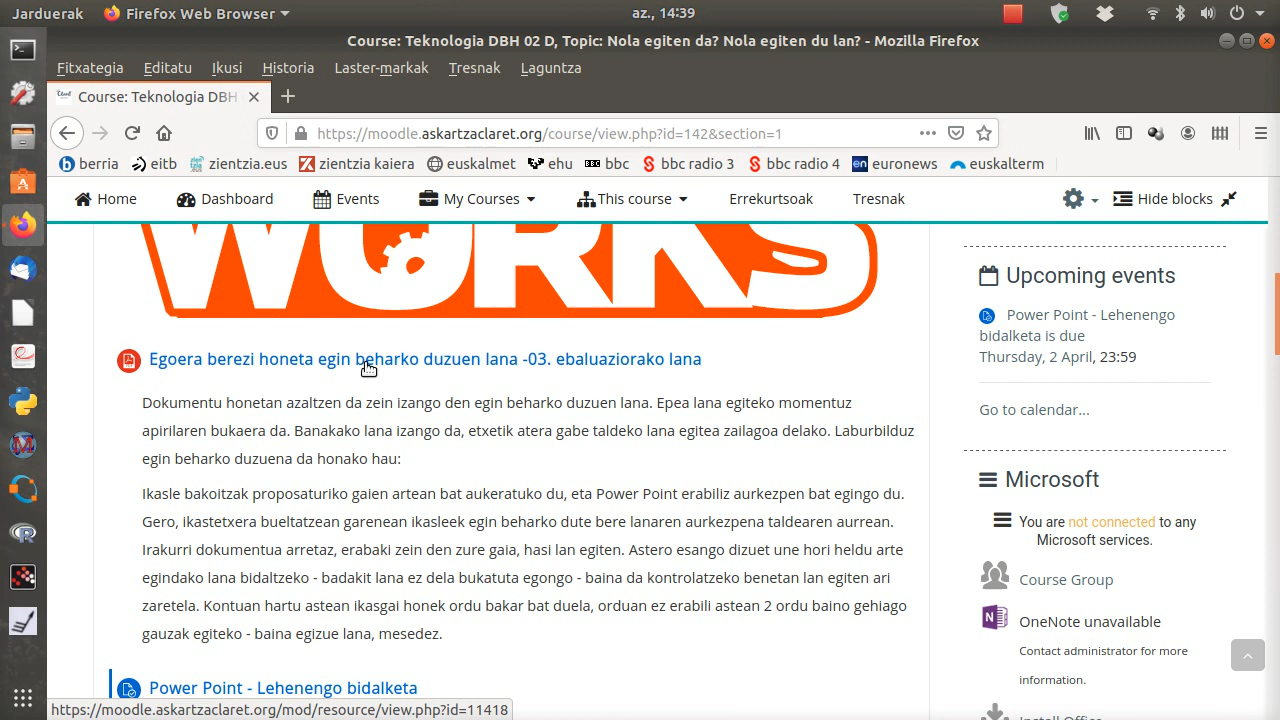 Jarduerak
Firefox Web Browser
az., 14:39
Course: Teknologia DBH 02 D, Topic: Nola egiten da? Nola egiten du lan? - Mozilla Firefox
Fitxategia Editatu Ikusi Historia Laster-markak Tresnak Laguntza
Course: Teknologia DBH
https://moodle.askartzaclaret.org/course/view.php?id=142&section=1
berria eitb zientzia.eus zientzia kaiera euskalmet ehu bbc bbc radio 3 bbc radio 4 euronews euskalterm
Home Dashboard Events My Courses This course Errekurtsoak Tresnak Hide blocks
WORKS
Egoera berezi honeta egin beharko duzuen lana -03. ebaluaziorako lana
Dokumentu honetan azaltzen da zein izango den egin beharko duzuen lana. Epea lana egiteko momentuz
apirilaren bukaera da. Banakako lana izango da, etxetik atera gabe taldeko lana egitea zailagoa delako. Laburbilduz
egin beharko duzuena da honako hau:
Ikasle bakoitzak proposaturiko gaien artean bat aukeratuko du, eta Power Point erabiliz aurkezpen bat egingo du.
Gero, ikastetxera bueltatzean garenean ikasleek egin beharko dute bere lanaren aurkezpena taldearen aurrean.
Irakurri dokumentua arretaz, erabaki zein den zure gaia, hasi lan egiten. Astero esango dizuet une hori heldu arte
egindako lana bidaltzeko - badakit lana ez dela bukatuta egongo - baina da kontrolatzeko benetan lan egiten ari
zaretela. Kontuan hartu astean ikasgai honek ordu bakar bat duela, orduan ez erabili astean 2 ordu baino gehiago
gauzak egiteko - baina egizue lana, mesedez.
Power Point - Lehenengo bidalketa
https://moodle.askartzaclaret.org/mod/resource/view.php?id=11418
Upcoming events
Power Point - Lehenengo
bidalketa is due
Thursday, 2 April, 23:59
Go to calendar...
Microsoft
You are not connected to any
Microsoft services.
Course Group
OneNote unavailable
Contact administrator for more
information.
Install Office